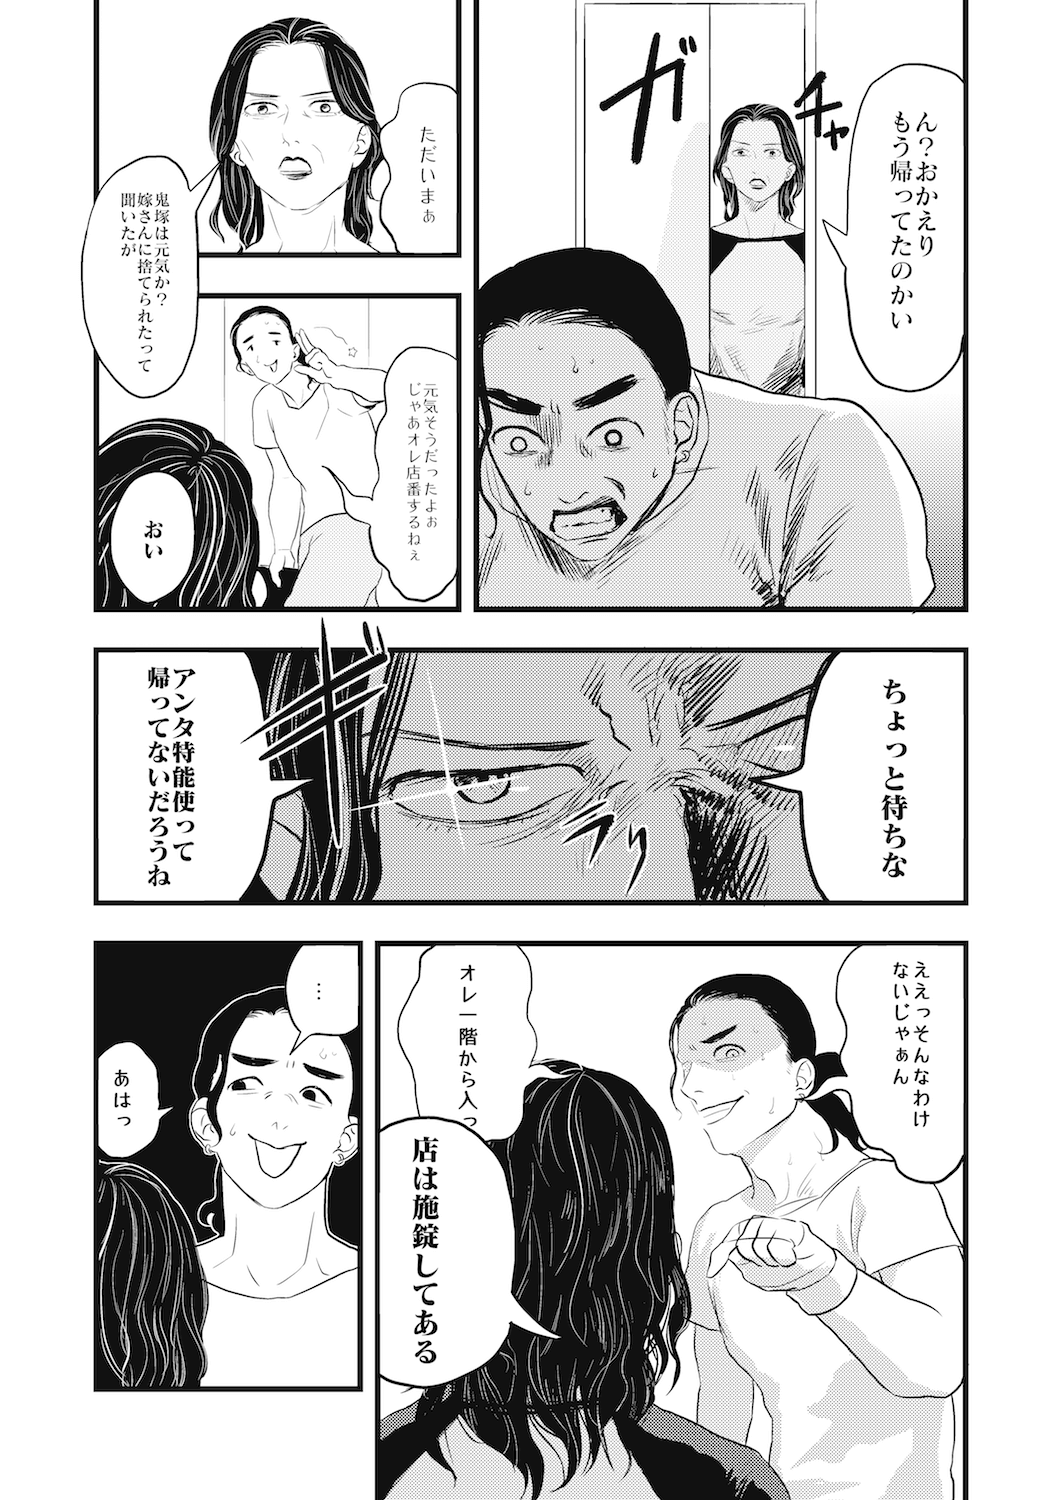 ガチャ
ん？おかえり
もう帰ってたのかい
ただいまぁ
鬼塚は元気か？
嫁さんに捨てられたって
聞いたが
元気そうだったよぉ
じゃあオレ店番するねぇ
おい
ちょっと待ちな
ギギリッ
アンタ特能使って
帰ってないだろうね
ええっそんなわけ
ないじゃぁん
オレ一階から入っ
店は施錠してある
…
あはっ